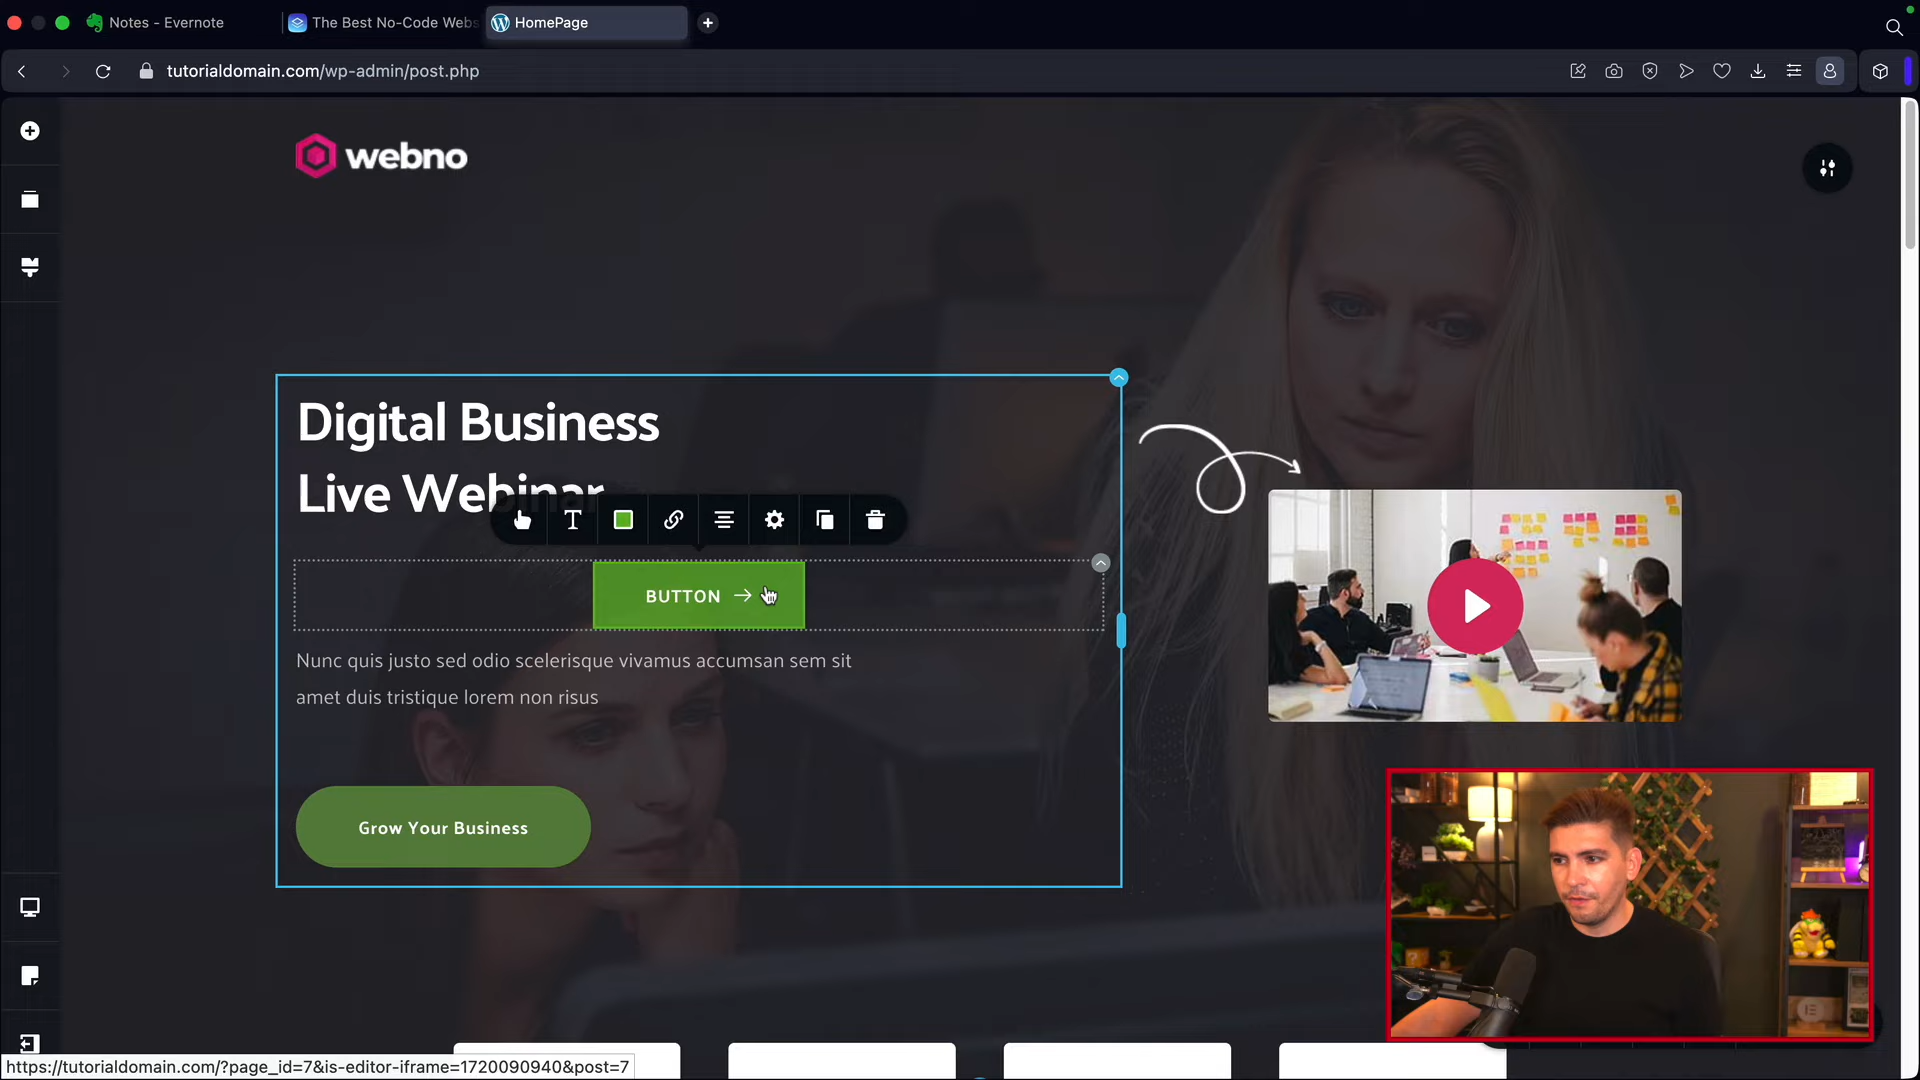 Notes - Evernote
The Best No-Code Webs
HomePage
tutorialdomain.com/wp-admin/post.php
webno
Digital Business
Live Webinar
BUTTON →
Nunc quis justo sed odio scelerisque vivamus accumsan sem sit
amet duis tristique lorem non risus
Grow Your Business
https://tutorialdomain.com/?page_id=7&is-editor-iframe=1720090940&post=7